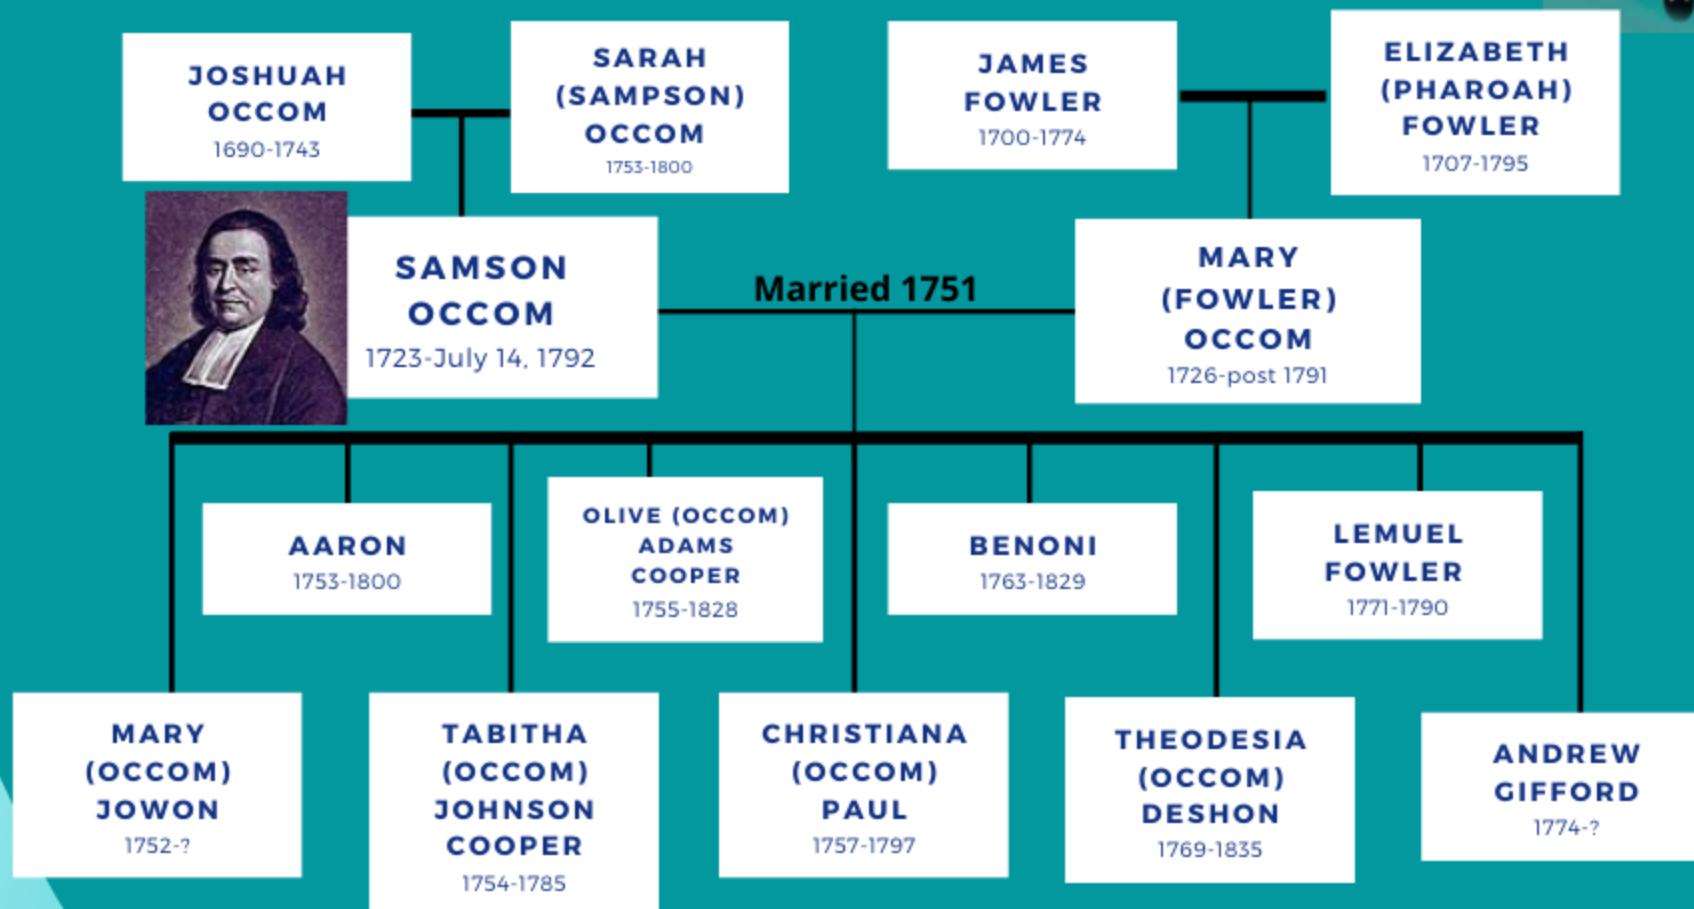 JOSHUAH
OCCOM
1690-1743
SARAH
(SAMPSON)
OCCOM
1753-1800
JAMES
FOWLER
1700-1774
ELIZABETH
(PHAROAH)
FOWLER
1707-1795
SAMSON
OCCOM
1723-July 14, 1792
Married 1751
MARY
(FOWLER)
OCCOM
1726-post 1791
AARON
1753-1800
OLIVE (OCCOM)
ADAMS
COOPER
1755-1828
BENONI
1763-1829
LEMUEL
FOWLER
1771-1790
MARY
(OCCOM)
JOWON
1752-?
TABITHA
(OCCOM)
JOHNSON
COOPER
1754-1785
CHRISTIANA
(OCCOM)
PAUL
1757-1797
THEODESIA
(OCCOM)
DESHON
1769-1835
ANDREW
GIFFORD
1774-?